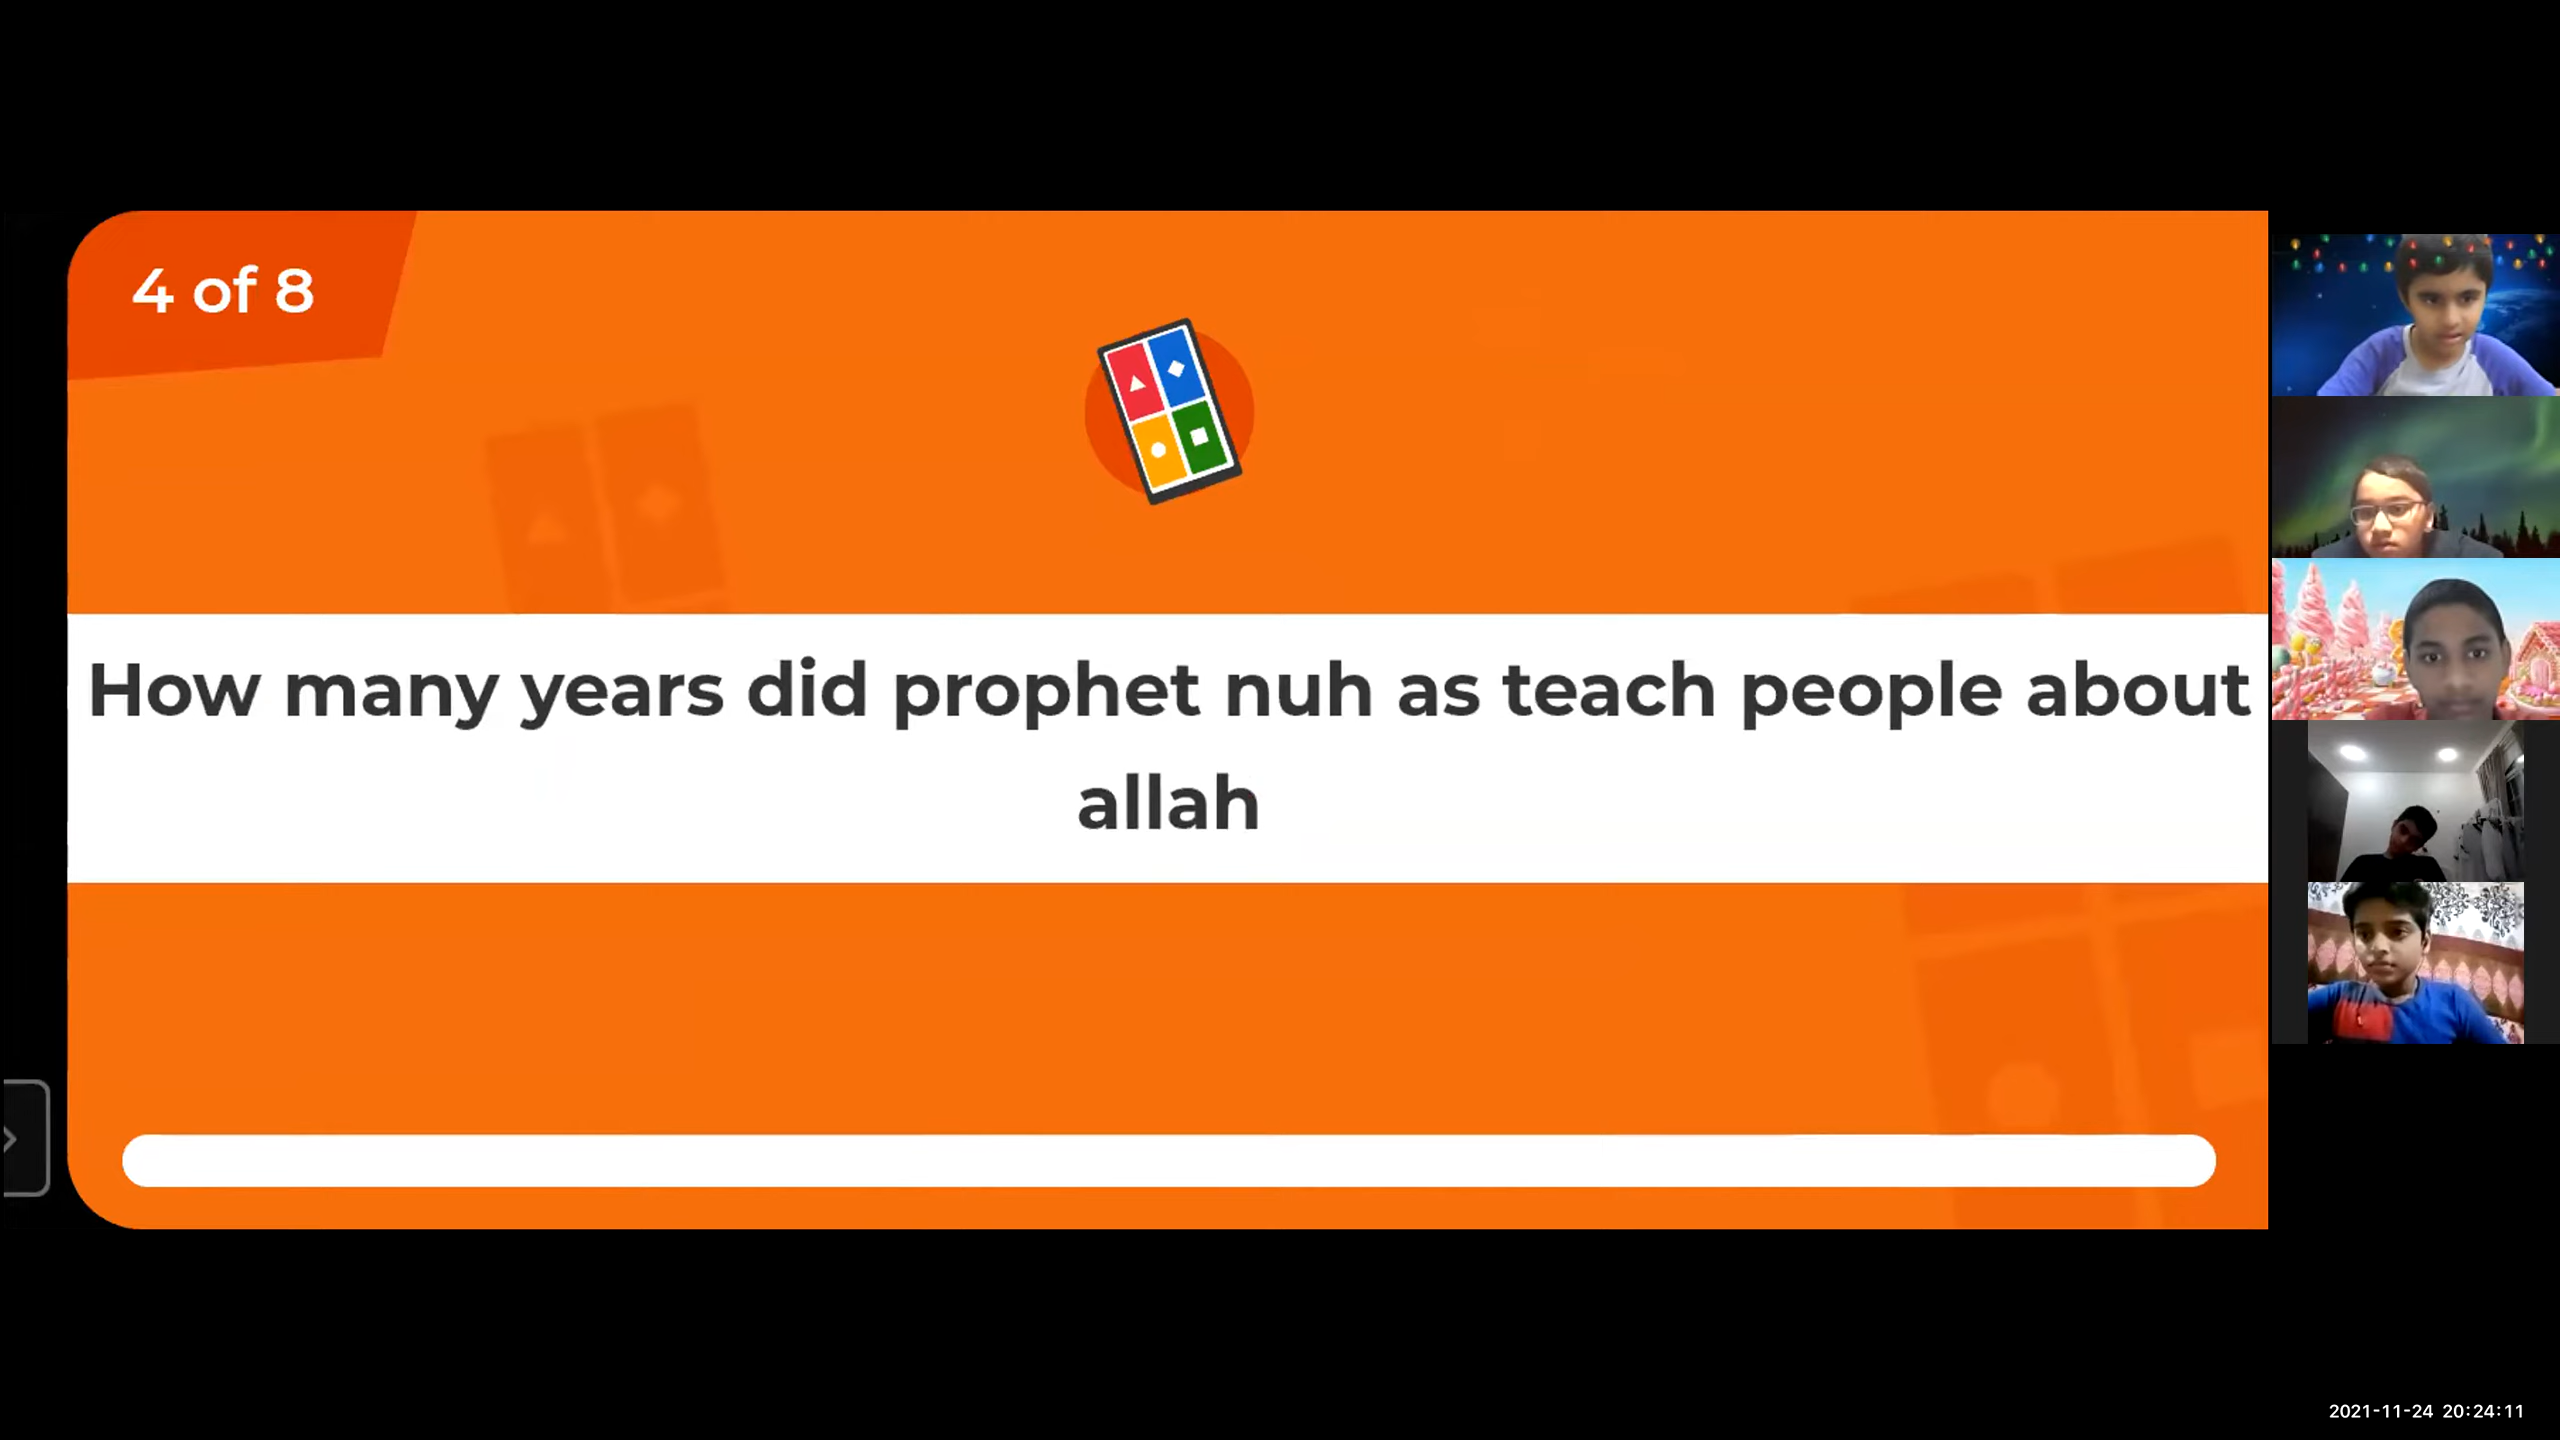 4 of 8
How many years did prophet nuh as teach people about
allah
2021-11-24 20:24:11